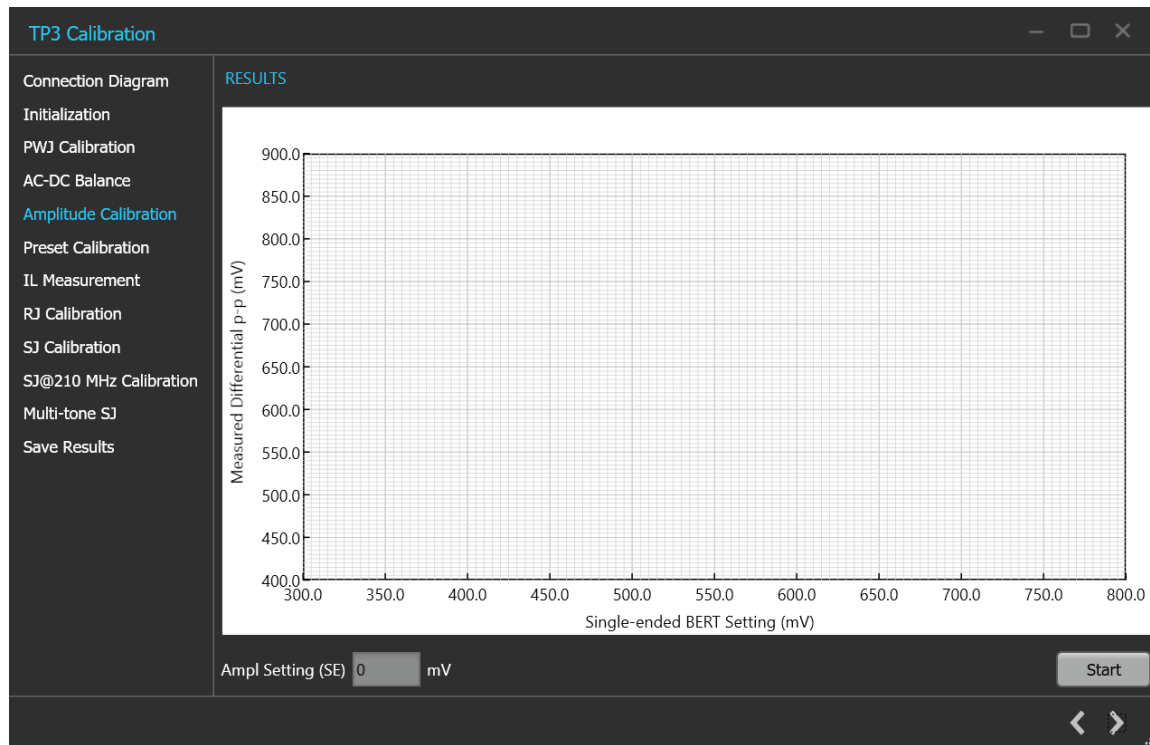 TP3 Calibration
Connection Diagram
Initialization
PWJ Calibration
AC-DC Balance
Amplitude Calibration
Preset Calibration
IL Measurement
RJ Calibration
SJ Calibration
SJ@210 MHz Calibration
Multi-tone SJ
Save Results
RESULTS
Measured Differential p-p (mV)
900.0
850.0
800.0
750.0
700.0
650.0
600.0
550.0
500.0
450.0
400.0
300.0 350.0 400.0 450.0 500.0 550.0 600.0 650.0 700.0 750.0 800.0
Single-ended BERT Setting (mV)
Ampl Setting (SE) 0 mV
Start